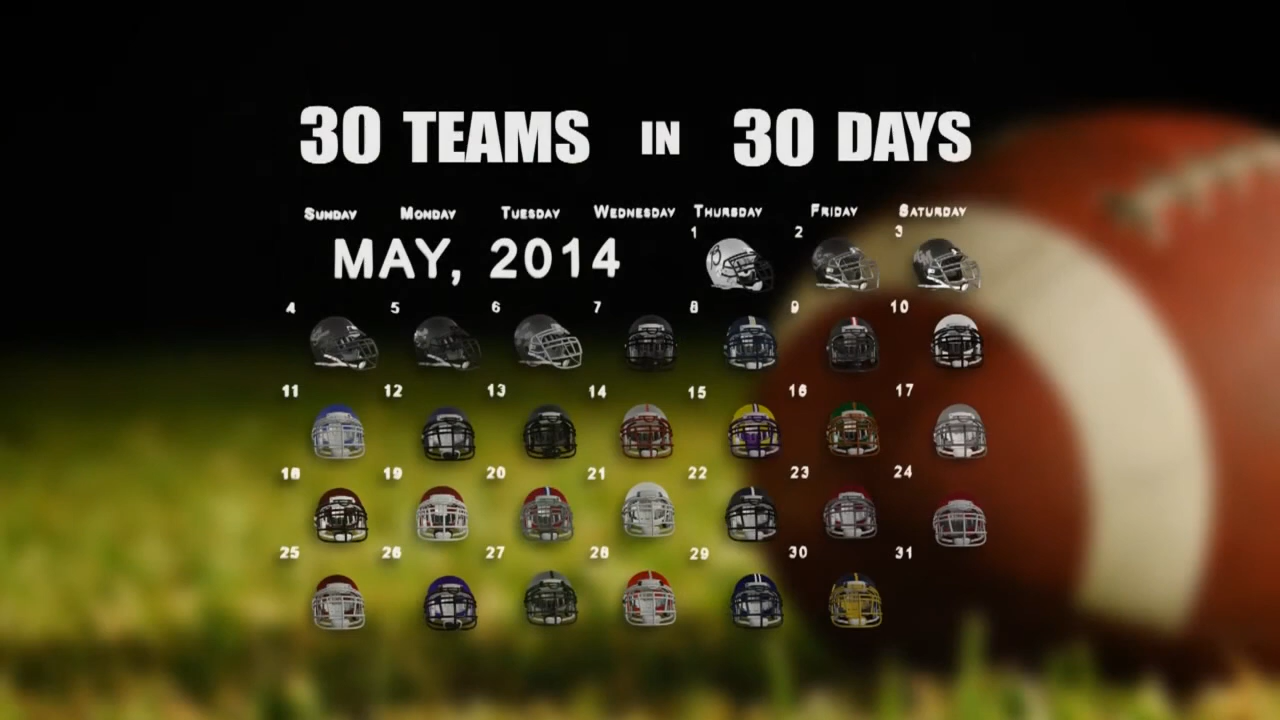 30 TEAMS IN 30 DAYS
SUNDAY MONDAY TUESDAY WEDNESDAY THURSDAY FRIDAY SATURDAY
MAY, 2014 1 2 3
4 5 6 7 8 9 10
11 12 13 14 15 16 17
18 19 20 21 22 23 24
25 26 27 28 29 30 31